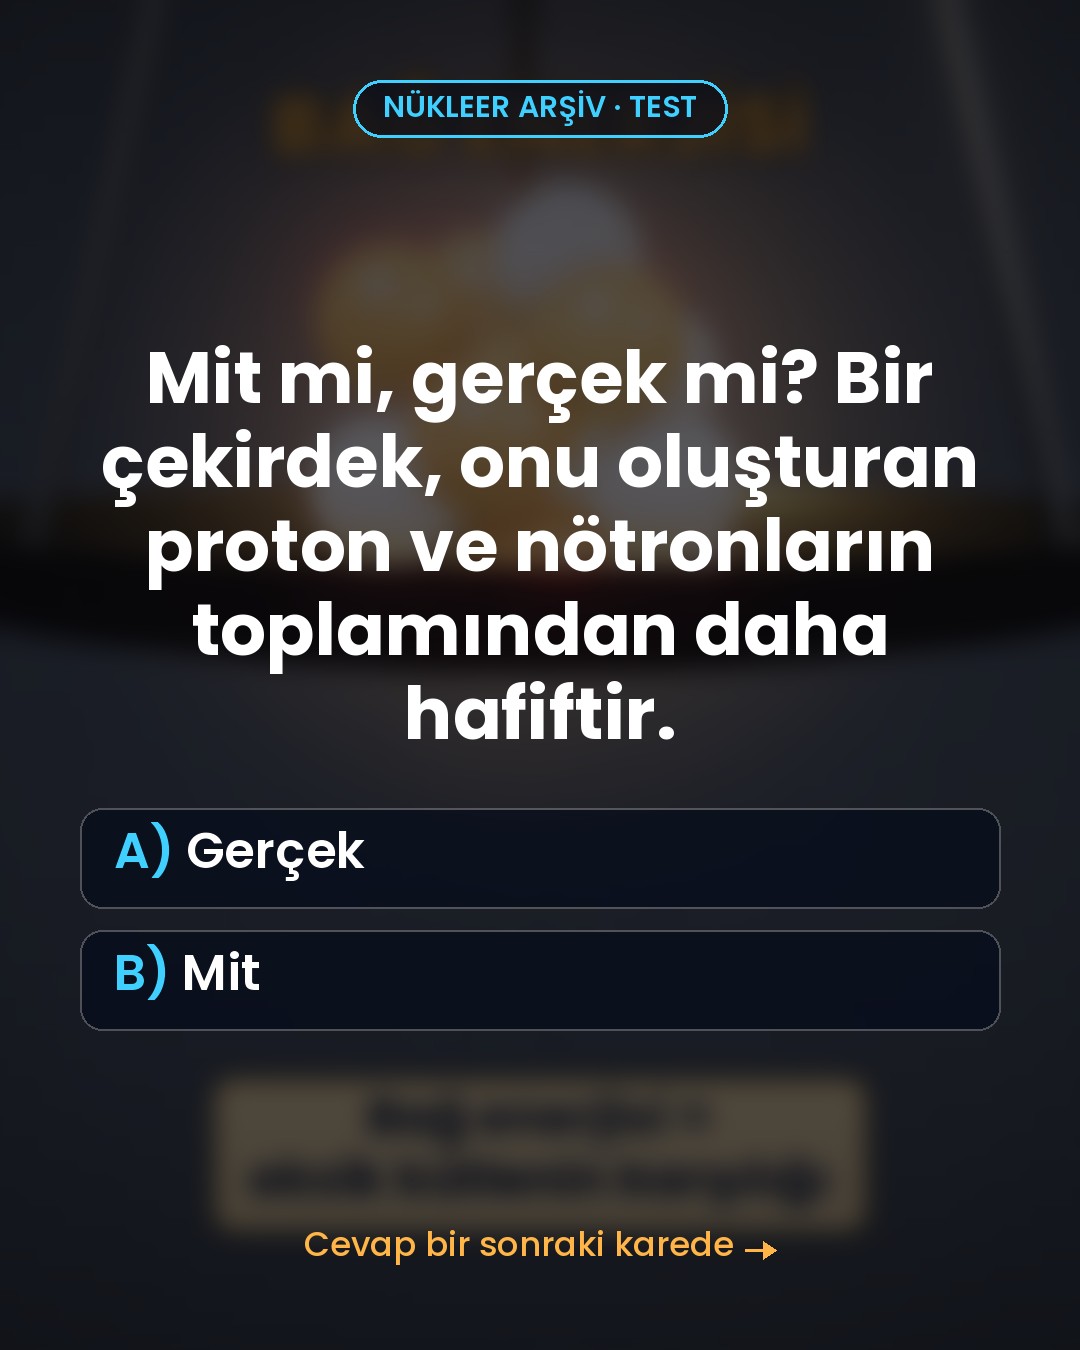 NÜKLEER ARŞİV · TEST
Mit mi, gerçek mi? Bir
çekirdek, onu oluşturan
proton ve nötronların
toplamından daha
hafiftir.
A) Gerçek
B) Mit
Cevap bir sonraki karede →